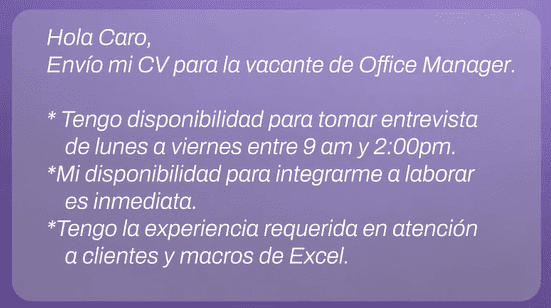 Hola Caro,
Envío mi CV para la vacante de Office Manager.
* Tengo disponibilidad para tomar entrevista
de lunes a viernes entre 9 am y 2:00pm.
*Mi disponibilidad para integrarme a laborar
es inmediata.
*Tengo la experiencia requerida en atención
a clientes y macros de Excel.